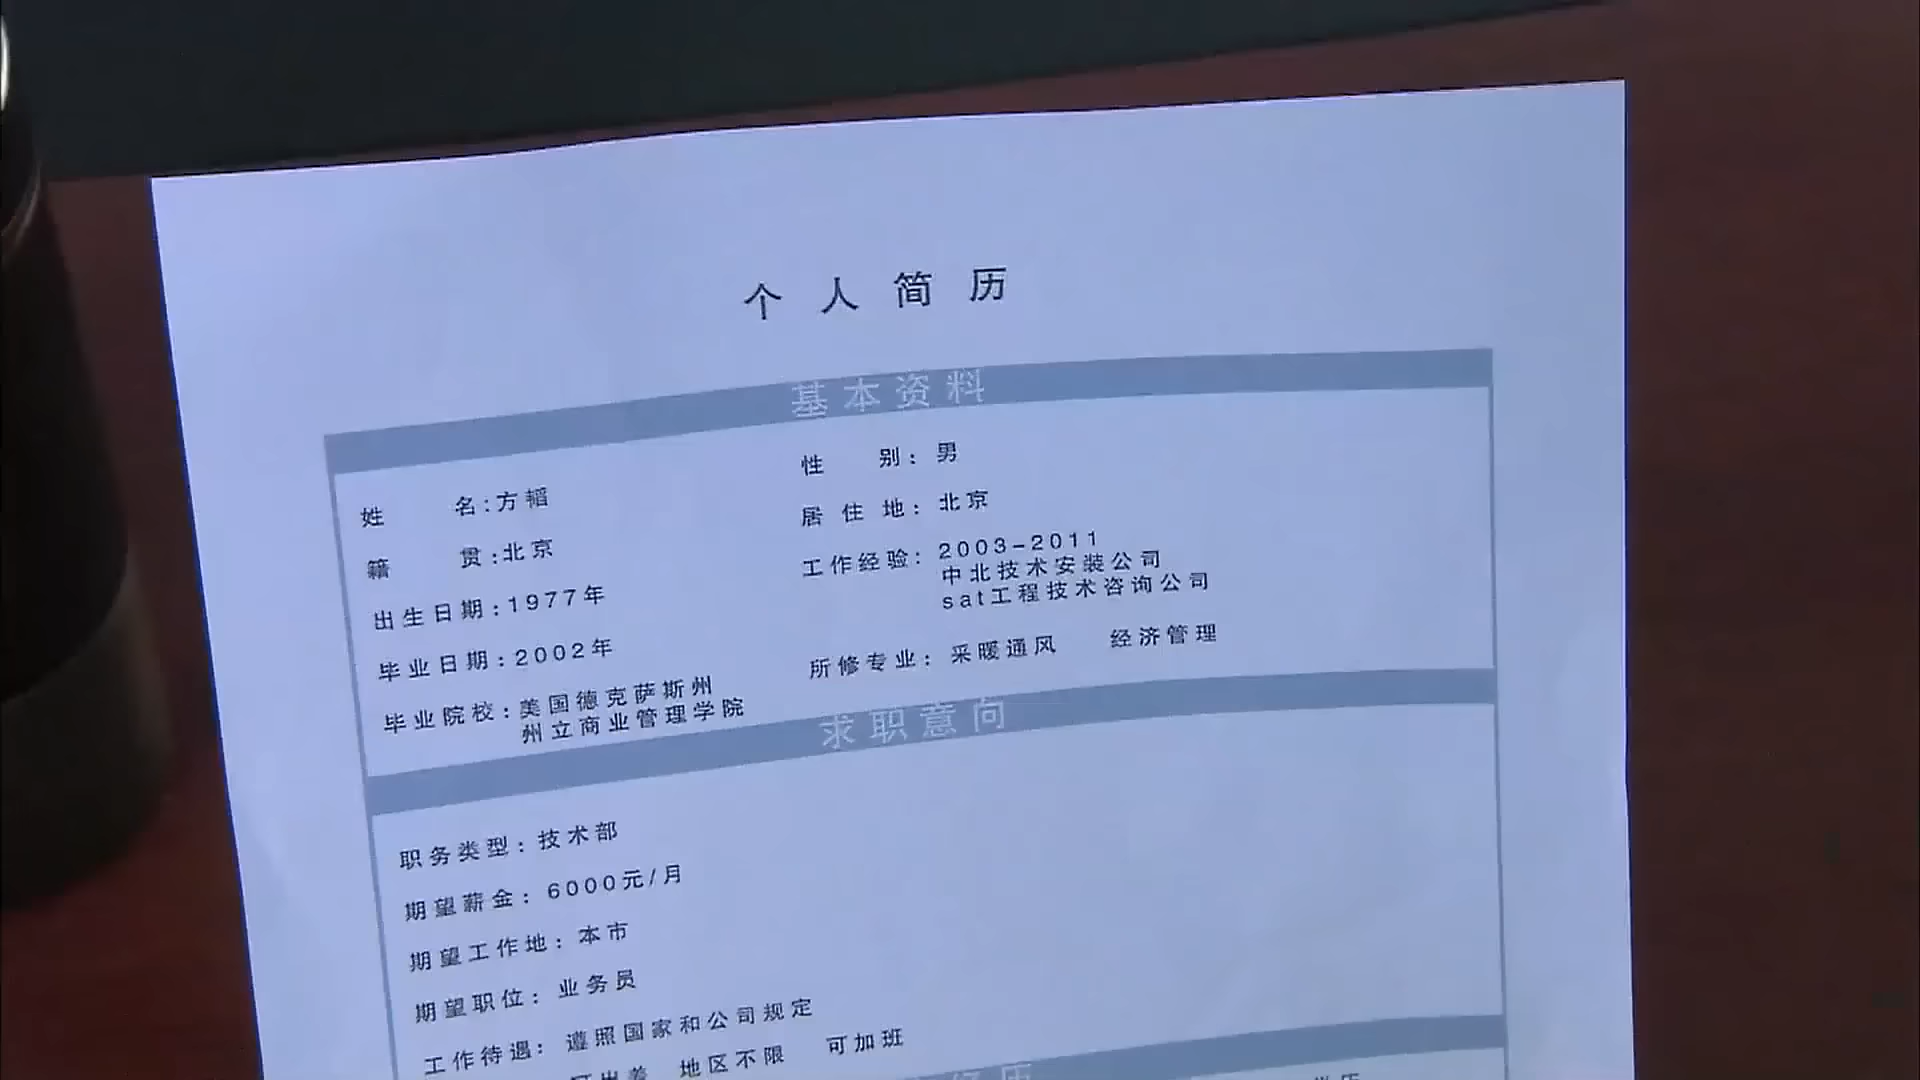 个人简历
基本资料
姓 名:方韬
性 别: 男
籍 贯:北京
居住地: 北京
出生日期:1977年
工作经验: 2003-2011
中北技术安装公司
sat工程技术咨询公司
毕业日期:2002年
所修专业: 采暖通风 经济管理
毕业院校:美国德克萨斯州
州立商业管理学院
求职意向
职务类型: 技术部
期望薪金: 6000元/月
期望工作地: 本市
期望职位: 业务员
工作待遇: 遵照国家和公司规定
可出差 地区不限 可加班